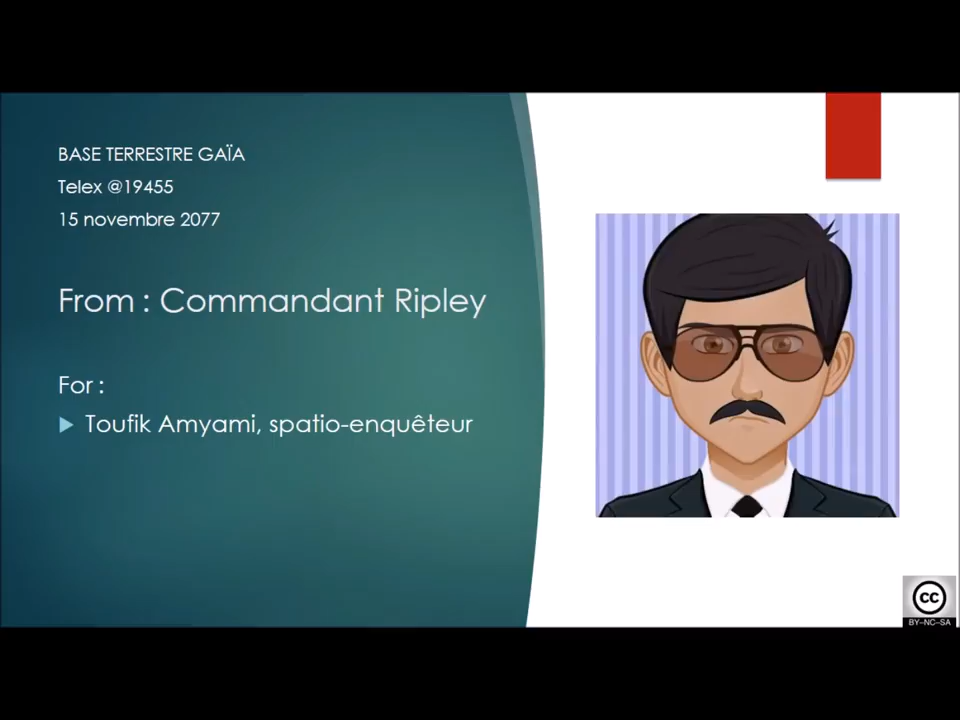 BASE TERRESTRE GAÏA
Telex @19455
15 novembre 2077
From : Commandant Ripley
For :
Toufik Amyami, spatio-enquêteur
cc
BY-NC-SA